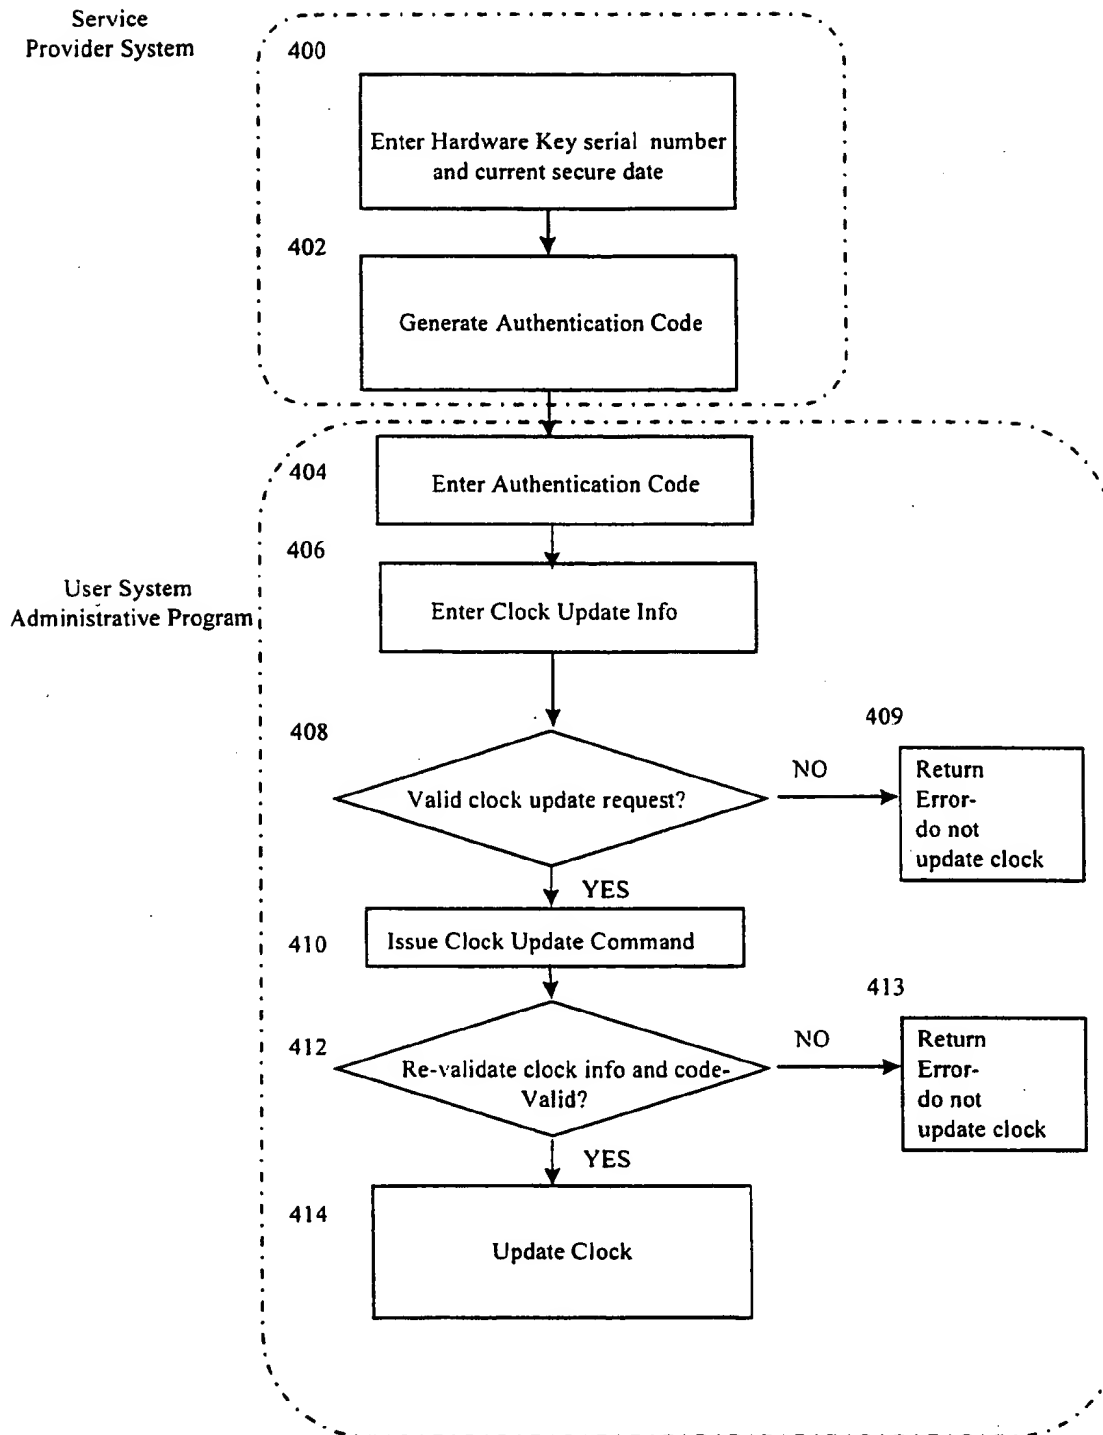 Service
Provider System
400
Enter Hardware Key serial number
and current secure date
402
Generate Authentication Code
404
Enter Authentication Code
406
User System
Administrative Program
Enter Clock Update Info
408
Valid clock update request?
NO
409
Return
Error-
do not
update clock
YES
410
Issue Clock Update Command
412
Re-validate clock info and code-
Valid?
NO
413
Return
Error-
do not
update clock
YES
414
Update Clock